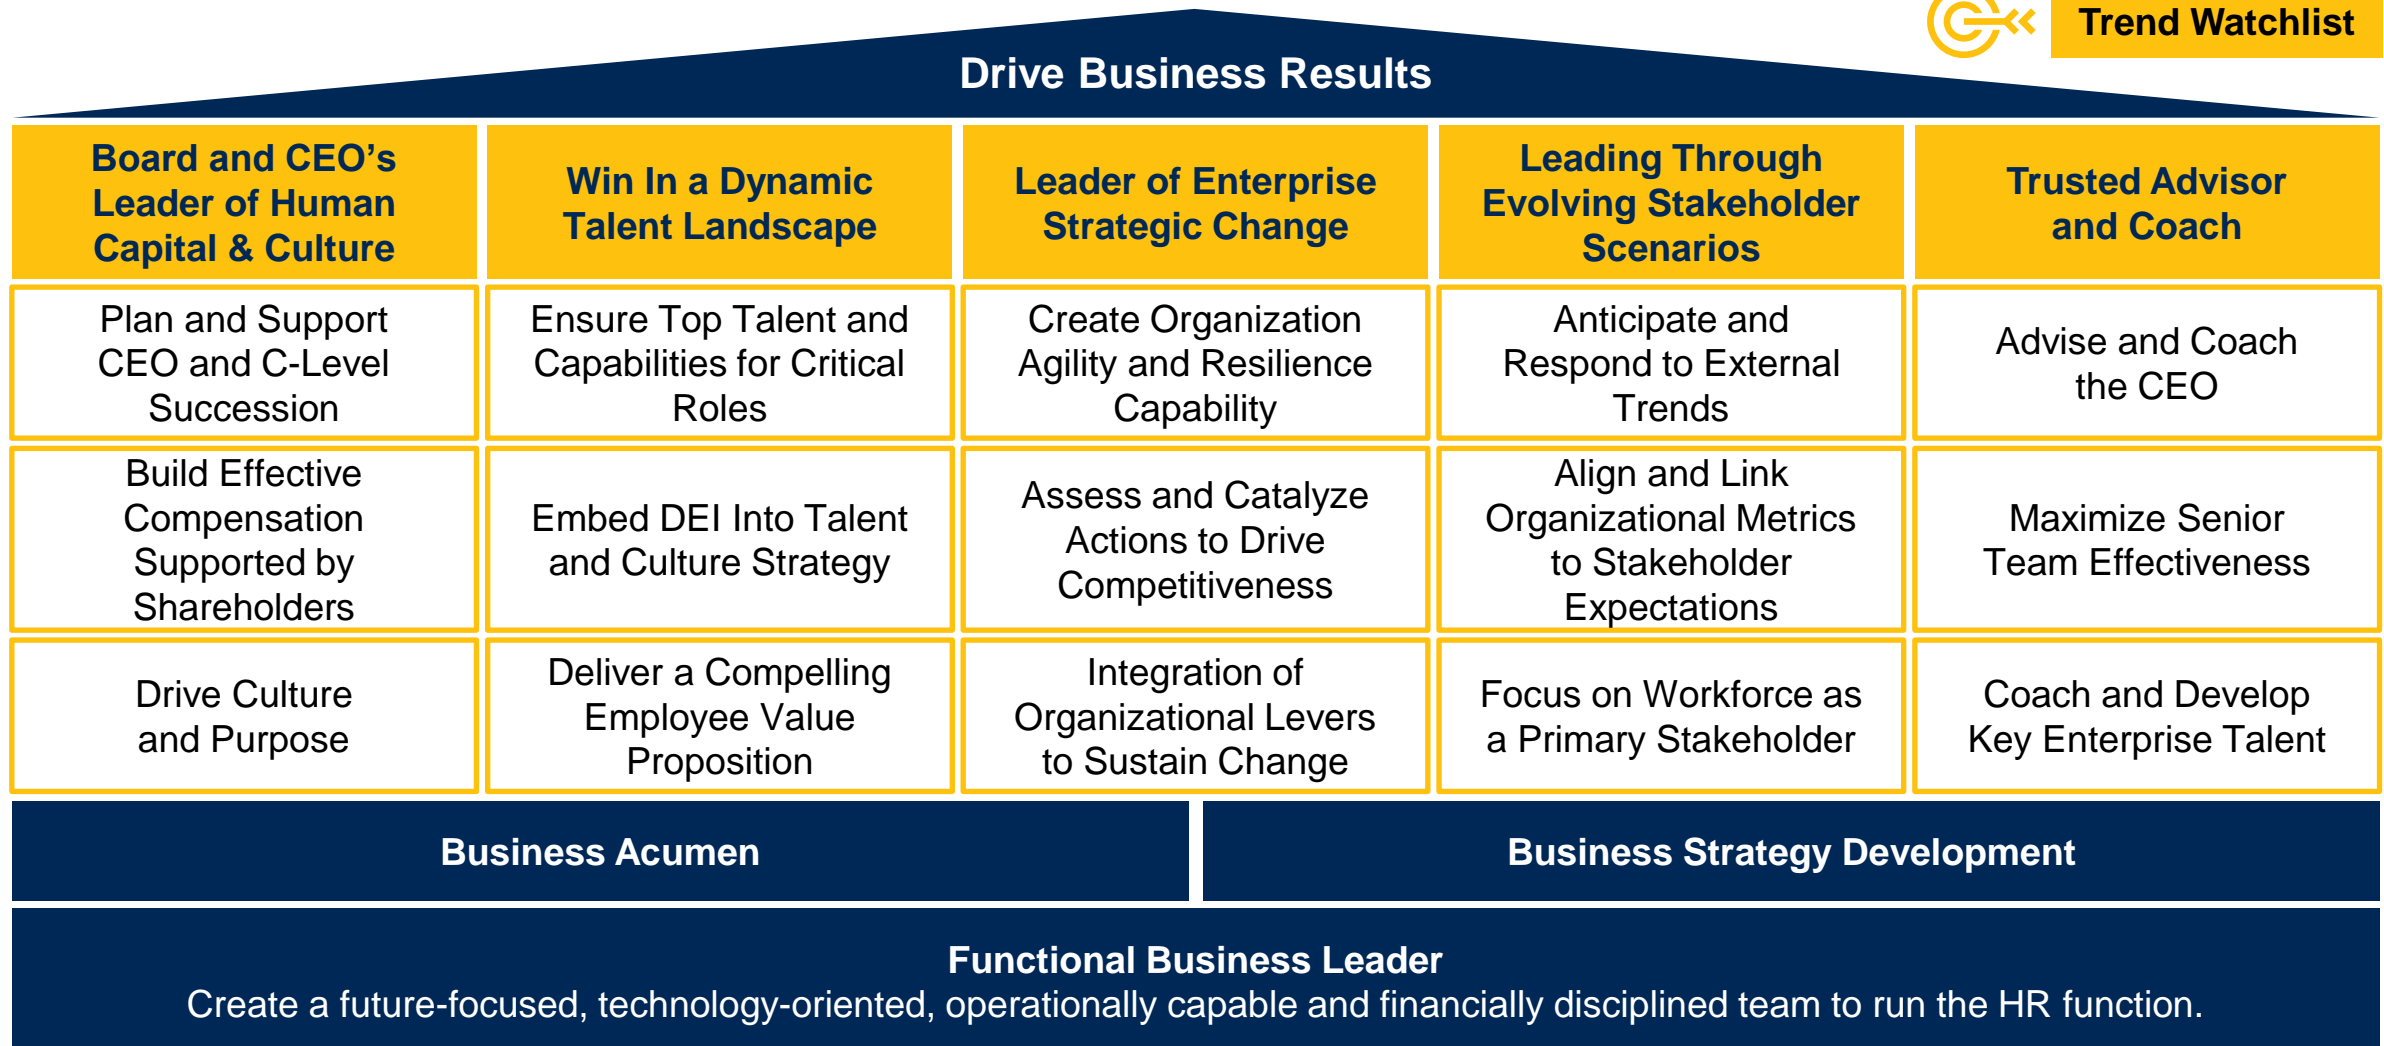 Trend Watchlist
Drive Business Results
Board and CEO’s
Leader of Human
Capital & Culture
Win In a Dynamic
Talent Landscape
Leader of Enterprise
Strategic Change
Leading Through
Evolving Stakeholder
Scenarios
Trusted Advisor
and Coach
Plan and Support
CEO and C-Level
Succession
Ensure Top Talent and
Capabilities for Critical
Roles
Create Organization
Agility and Resilience
Capability
Anticipate and
Respond to External
Trends
Advise and Coach
the CEO
Build Effective
Compensation
Supported by
Shareholders
Embed DEI Into Talent
and Culture Strategy
Assess and Catalyze
Actions to Drive
Competitiveness
Align and Link
Organizational Metrics
to Stakeholder
Expectations
Maximize Senior
Team Effectiveness
Drive Culture
and Purpose
Deliver a Compelling
Employee Value
Proposition
Integration of
Organizational Levers
to Sustain Change
Focus on Workforce as
a Primary Stakeholder
Coach and Develop
Key Enterprise Talent
Business Acumen
Business Strategy Development
Functional Business Leader
Create a future-focused, technology-oriented, operationally capable and financially disciplined team to run the HR function.